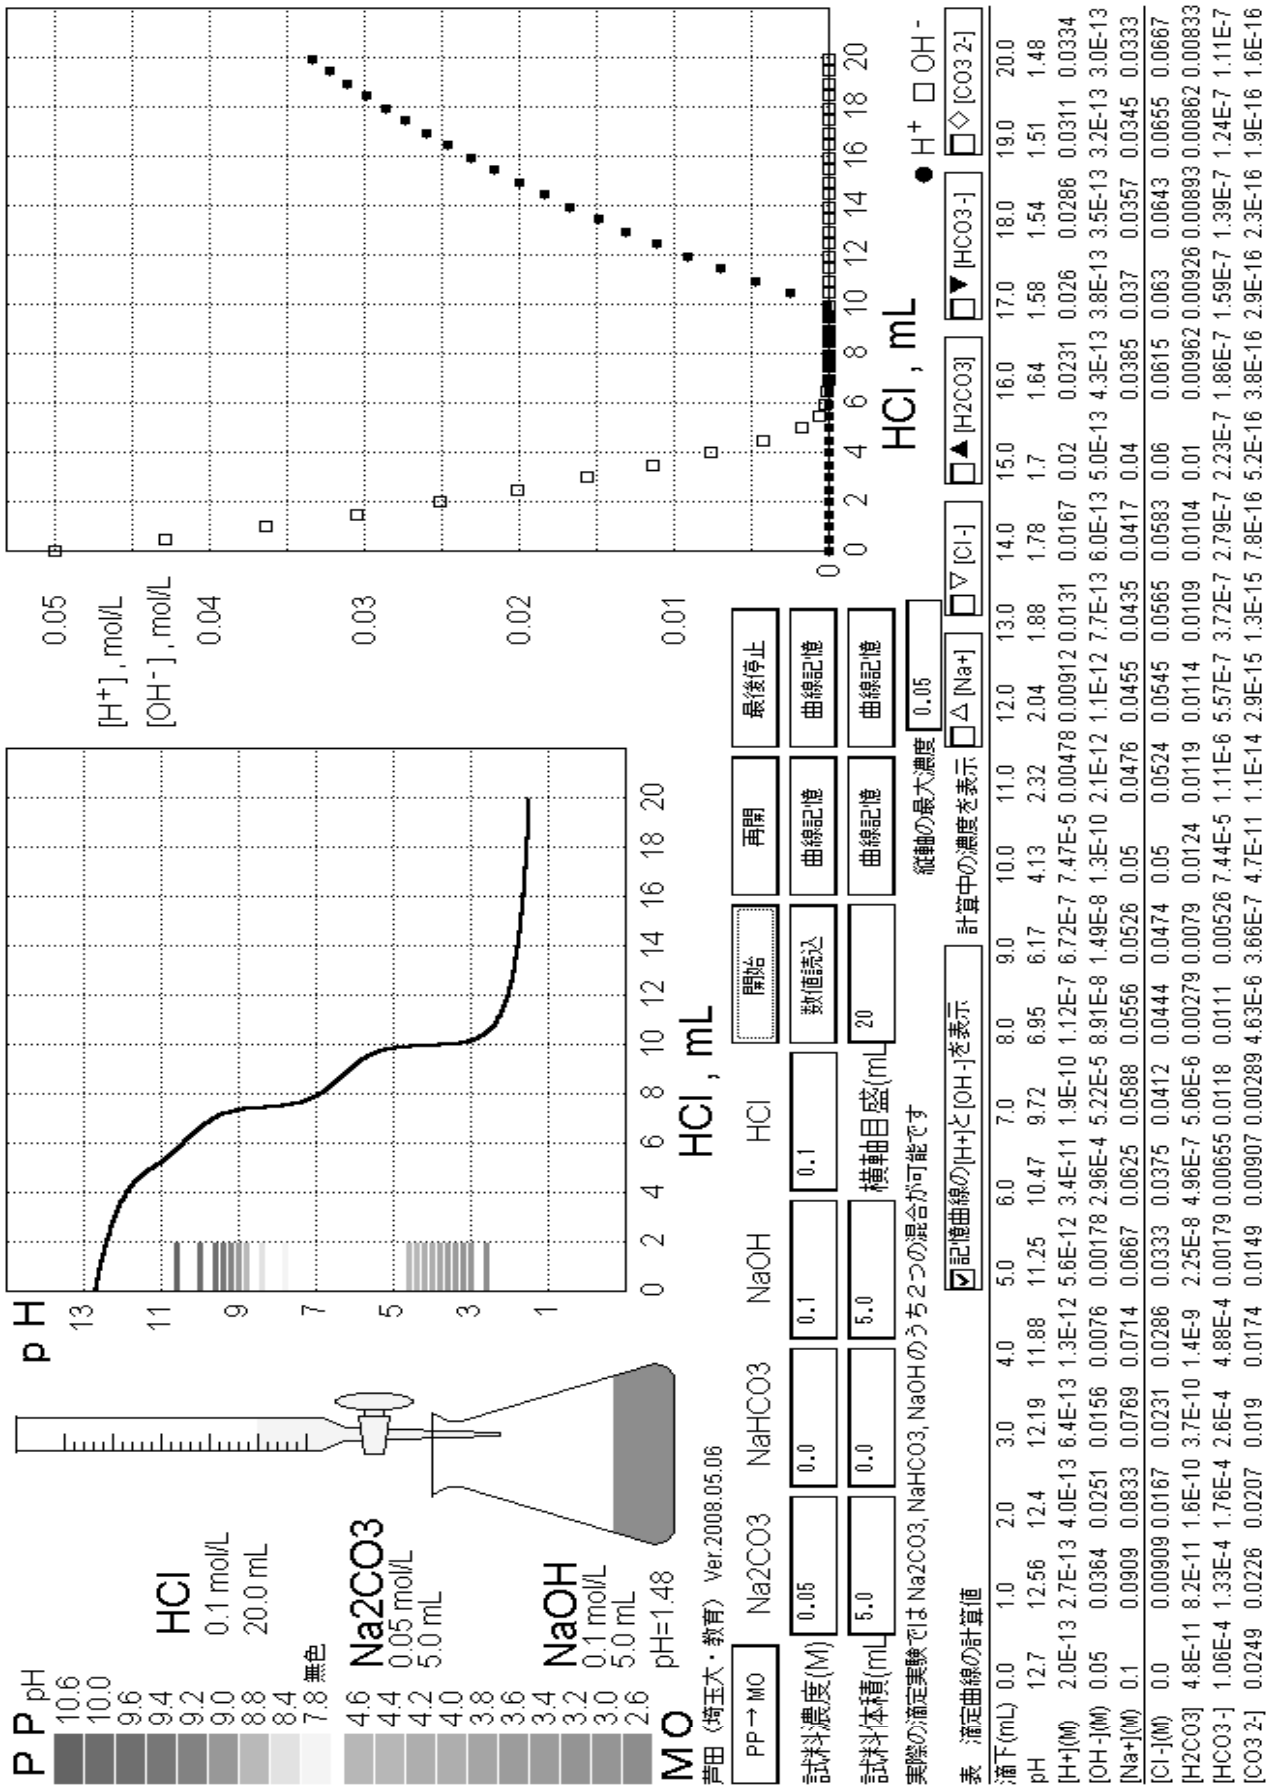 PP pH
10.6
10.0
9.6
9.4
9.2
9.0
8.8
8.4
7.8 無色
4.6
4.4
4.2
4.0
3.8
3.6
3.4
3.2
3.0
2.6
MO
HCl
0.1 mol/L
20.0 mL
Na2CO3
0.05 mol/L
5.0 mL
NaOH
0.1 mol/L
5.0 mL
pH=1.48
pH
13
11
9
7
5
3
1
0 2 4 6 8 10 12 14 16 18 20
HCl , mL
[H+] , mol/L
[OH-] , mol/L
0.05
0.04
0.03
0.02
0.01
0
0 2 4 6 8 10 12 14 16 18 20
HCl , mL
● H+ □ OH-
芦田 (埼玉大・教育) Ver.2008.05.06
PP→MO Na2CO3 NaHCO3 NaOH HCl 開始 再開 最後停止
試料濃度(M) 0.05 0.0 0.1 0.1 数値読込 曲線記憶 曲線記憶
試料体積(mL 5.0 0.0 5.0 横軸目盛(mL 20 曲線記憶 曲線記憶
実際の滴定実験では Na2CO3, NaHCO3, NaOHのうち2つの混合が可能です 縦軸の最大濃度 0.05
表 滴定曲線の計算値 記憶曲線の[H+]と[OH-]を表示 計算中の濃度を表示 △ [Na+] ▽ [Cl-] ▲ [H2CO3] ▼ [HCO3-] ◇ [CO3 2-]
滴下(mL) 0.0 1.0 2.0 3.0 4.0 5.0 6.0 7.0 8.0 9.0 10.0 11.0 12.0 13.0 14.0 15.0 16.0 17.0 18.0 19.0 20.0
pH 12.7 12.56 12.4 12.19 11.88 11.25 10.47 9.72 6.95 6.17 4.13 2.32 2.04 1.88 1.78 1.7 1.64 1.58 1.54 1.51 1.48
[H+](M) 2.0E-13 2.7E-13 4.0E-13 6.4E-13 1.3E-12 5.6E-12 3.4E-11 1.9E-10 1.12E-7 6.72E-7 7.47E-5 0.00478 0.00912 0.0131 0.0167 0.02 0.0231 0.026 0.0286 0.0311 0.0334
[OH-](M) 0.05 0.0364 0.0251 0.0156 0.0076 0.00178 2.96E-4 5.22E-5 8.91E-8 1.49E-8 1.3E-10 2.1E-12 1.1E-12 7.7E-13 6.0E-13 5.0E-13 4.3E-13 3.8E-13 3.5E-13 3.2E-13 3.0E-13
[Na+](M) 0.1 0.0909 0.0833 0.0769 0.0714 0.0667 0.0625 0.0588 0.0556 0.0526 0.05 0.0476 0.0455 0.0435 0.0417 0.04 0.0385 0.037 0.0357 0.0345 0.0333
[Cl-](M) 0.0 0.00909 0.0167 0.0231 0.0286 0.0333 0.0375 0.0412 0.0444 0.0474 0.05 0.0524 0.0545 0.0565 0.0583 0.06 0.0615 0.063 0.0643 0.0655 0.0667
[H2CO3] 4.8E-11 8.2E-11 1.6E-10 3.7E-10 1.4E-9 2.25E-8 4.96E-7 5.06E-6 0.00279 0.0079 0.0124 0.0119 0.0114 0.0109 0.0104 0.01 0.00962 0.00926 0.00893 0.00862 0.00833
[HCO3-] 1.06E-4 1.33E-4 1.76E-4 2.6E-4 4.88E-4 0.00179 0.00655 0.0118 0.0111 0.00526 7.44E-5 1.11E-6 5.57E-7 3.72E-7 2.79E-7 2.23E-7 1.86E-7 1.59E-7 1.39E-7 1.24E-7 1.11E-7
[CO3 2-] 0.0249 0.0226 0.0207 0.019 0.0174 0.0149 0.00907 0.00289 4.63E-6 3.66E-7 4.7E-11 1.1E-14 2.9E-15 1.3E-15 7.8E-16 5.2E-16 3.8E-16 2.9E-16 2.3E-16 1.9E-16 1.6E-16